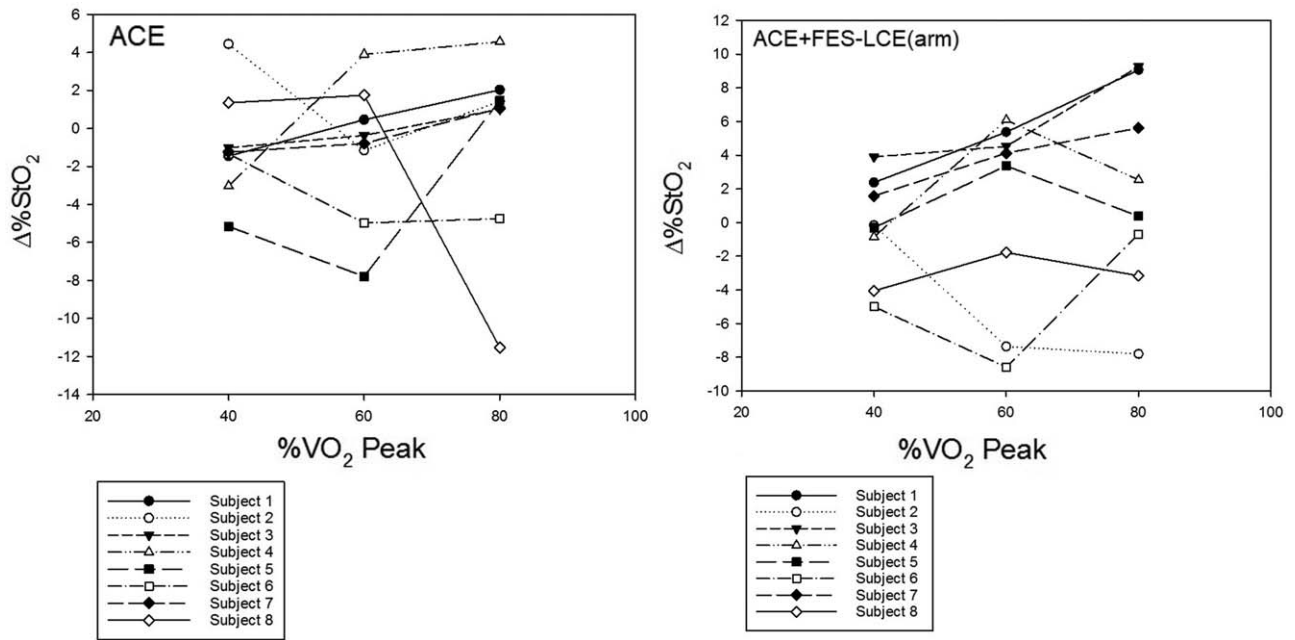 ACE
Δ%StO₂
6
4
2
0
-2
-4
-6
-8
-10
-12
-14
20 40 60 80 100
%VO₂ Peak
Subject 1
Subject 2
Subject 3
Subject 4
Subject 5
Subject 6
Subject 7
Subject 8
ACE+FES-LCE(arm)
Δ%StO₂
12
10
8
6
4
2
0
-2
-4
-6
-8
-10
20 40 60 80 100
%VO₂ Peak
Subject 1
Subject 2
Subject 3
Subject 4
Subject 5
Subject 6
Subject 7
Subject 8